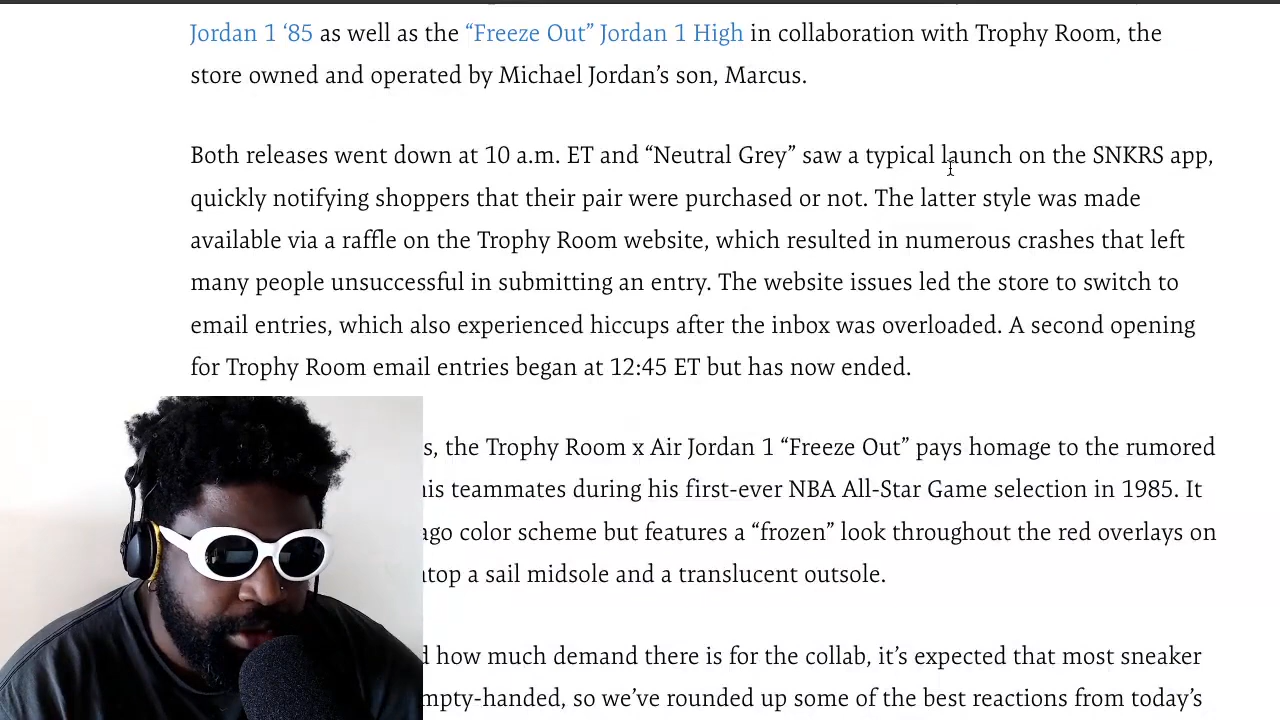 Jordan 1 ‘85 as well as the “Freeze Out” Jordan 1 High in collaboration with Trophy Room, the
store owned and operated by Michael Jordan’s son, Marcus.
Both releases went down at 10 a.m. ET and “Neutral Grey” saw a typical launch on the SNKRS app,
quickly notifying shoppers that their pair were purchased or not. The latter style was made
available via a raffle on the Trophy Room website, which resulted in numerous crashes that left
many people unsuccessful in submitting an entry. The website issues led the store to switch to
email entries, which also experienced hiccups after the inbox was overloaded. A second opening
for Trophy Room email entries began at 12:45 ET but has now ended.
the Trophy Room x Air Jordan 1 “Freeze Out” pays homage to the rumored
teammates during his first-ever NBA All-Star Game selection in 1985. It
color scheme but features a “frozen” look throughout the red overlays on
a sail midsole and a translucent outsole.
how much demand there is for the collab, it’s expected that most sneaker
so we’ve rounded up some of the best reactions from today’s